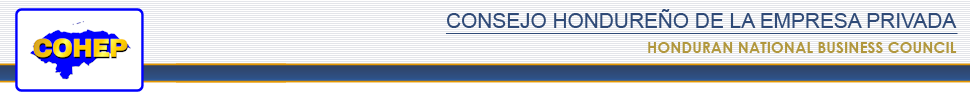 COHEP
CONSEJO HONDUREÑO DE LA EMPRESA PRIVADA
HONDURAN NATIONAL BUSINESS COUNCIL